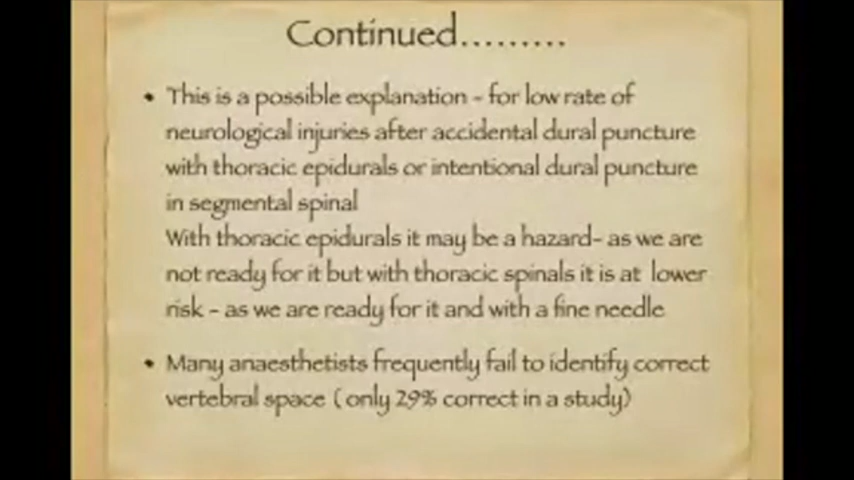 Continued.........
• This is a possible explanation - for low rate of
neurological injuries after accidental dural puncture
with thoracic epidurals or intentional dural puncture
in segmental spinal
With thoracic epidurals it may be a hazard- as we are
not ready for it but with thoracic spinals it is at lower
risk - as we are ready for it and with a fine needle
• Many anaesthetists frequently fail to identify correct
vertebral space ( only 29% correct in a study)